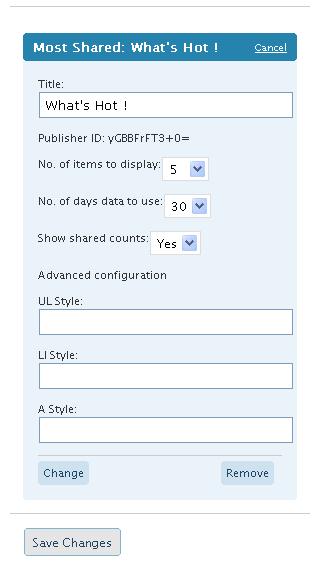 Most Shared: What's Hot ! Cancel
Title:
What's Hot !
Publisher ID: yGBBFrFT3+0=
No. of items to display: 5
No. of days data to use: 30
Show shared counts: Yes
Advanced configuration
UL Style:
LI Style:
A Style:
Change Remove
Save Changes